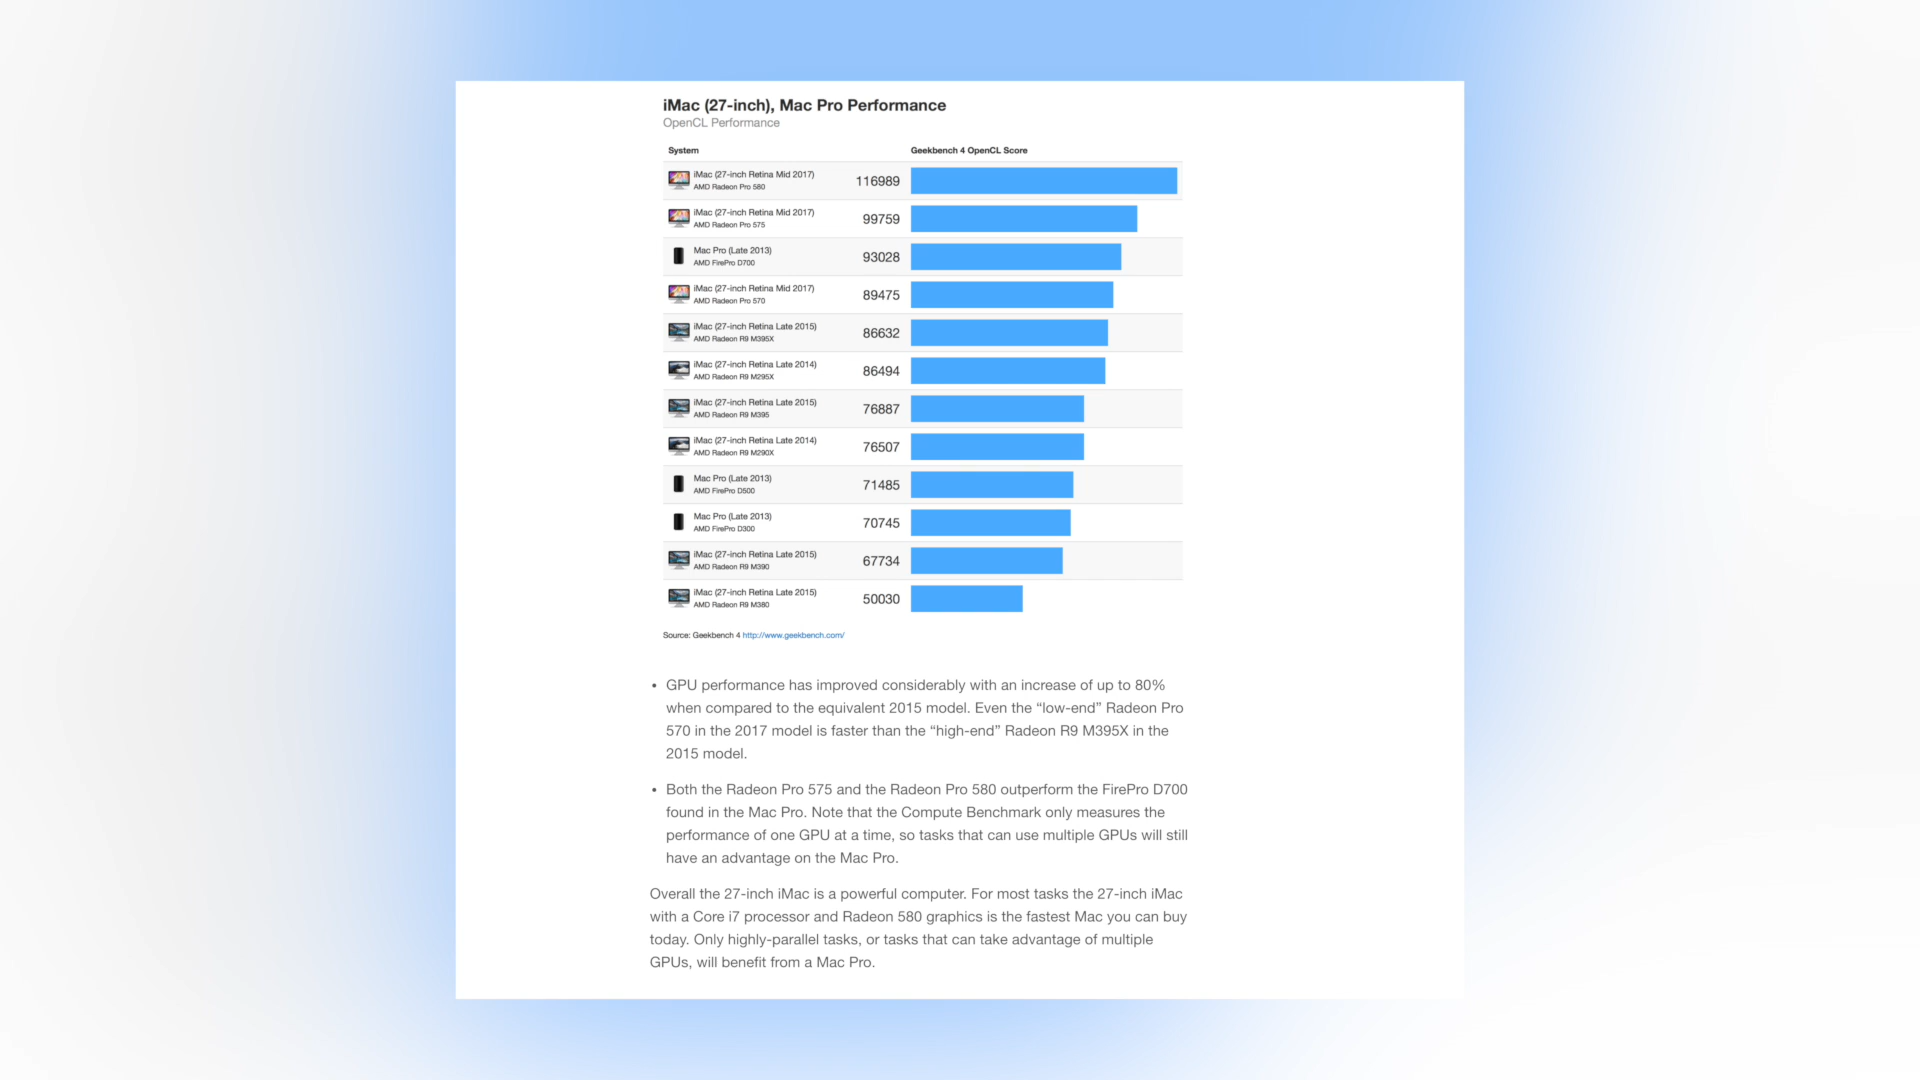 iMac (27-inch), Mac Pro Performance
OpenCL Performance
System Geekbench 4 OpenCL Score
iMac (27-inch Retina Mid 2017)
AMD Radeon Pro 580
116989
iMac (27-inch Retina Mid 2017)
AMD Radeon Pro 575
99759
Mac Pro (Late 2013)
AMD FirePro D700
93028
iMac (27-inch Retina Mid 2017)
AMD Radeon Pro 570
89475
iMac (27-inch Retina Late 2015)
AMD Radeon R9 M395X
86632
iMac (27-inch Retina Late 2014)
AMD Radeon R9 M295X
86494
iMac (27-inch Retina Late 2015)
AMD Radeon R9 M395
76887
iMac (27-inch Retina Late 2014)
AMD Radeon R9 M290X
76507
Mac Pro (Late 2013)
AMD FirePro D500
71485
Mac Pro (Late 2013)
AMD FirePro D300
70745
iMac (27-inch Retina Late 2015)
AMD Radeon R9 M390
67734
iMac (27-inch Retina Late 2015)
AMD Radeon R9 M380
50030
Source: Geekbench 4 http://www.geekbench.com/
• GPU performance has improved considerably with an increase of up to 80%
when compared to the equivalent 2015 model. Even the “low-end” Radeon Pro
570 in the 2017 model is faster than the “high-end” Radeon R9 M395X in the
2015 model.
• Both the Radeon Pro 575 and the Radeon Pro 580 outperform the FirePro D700
found in the Mac Pro. Note that the Compute Benchmark only measures the
performance of one GPU at a time, so tasks that can use multiple GPUs will still
have an advantage on the Mac Pro.
Overall the 27-inch iMac is a powerful computer. For most tasks the 27-inch iMac
with a Core i7 processor and Radeon 580 graphics is the fastest Mac you can buy
today. Only highly-parallel tasks, or tasks that can take advantage of multiple
GPUs, will benefit from a Mac Pro.